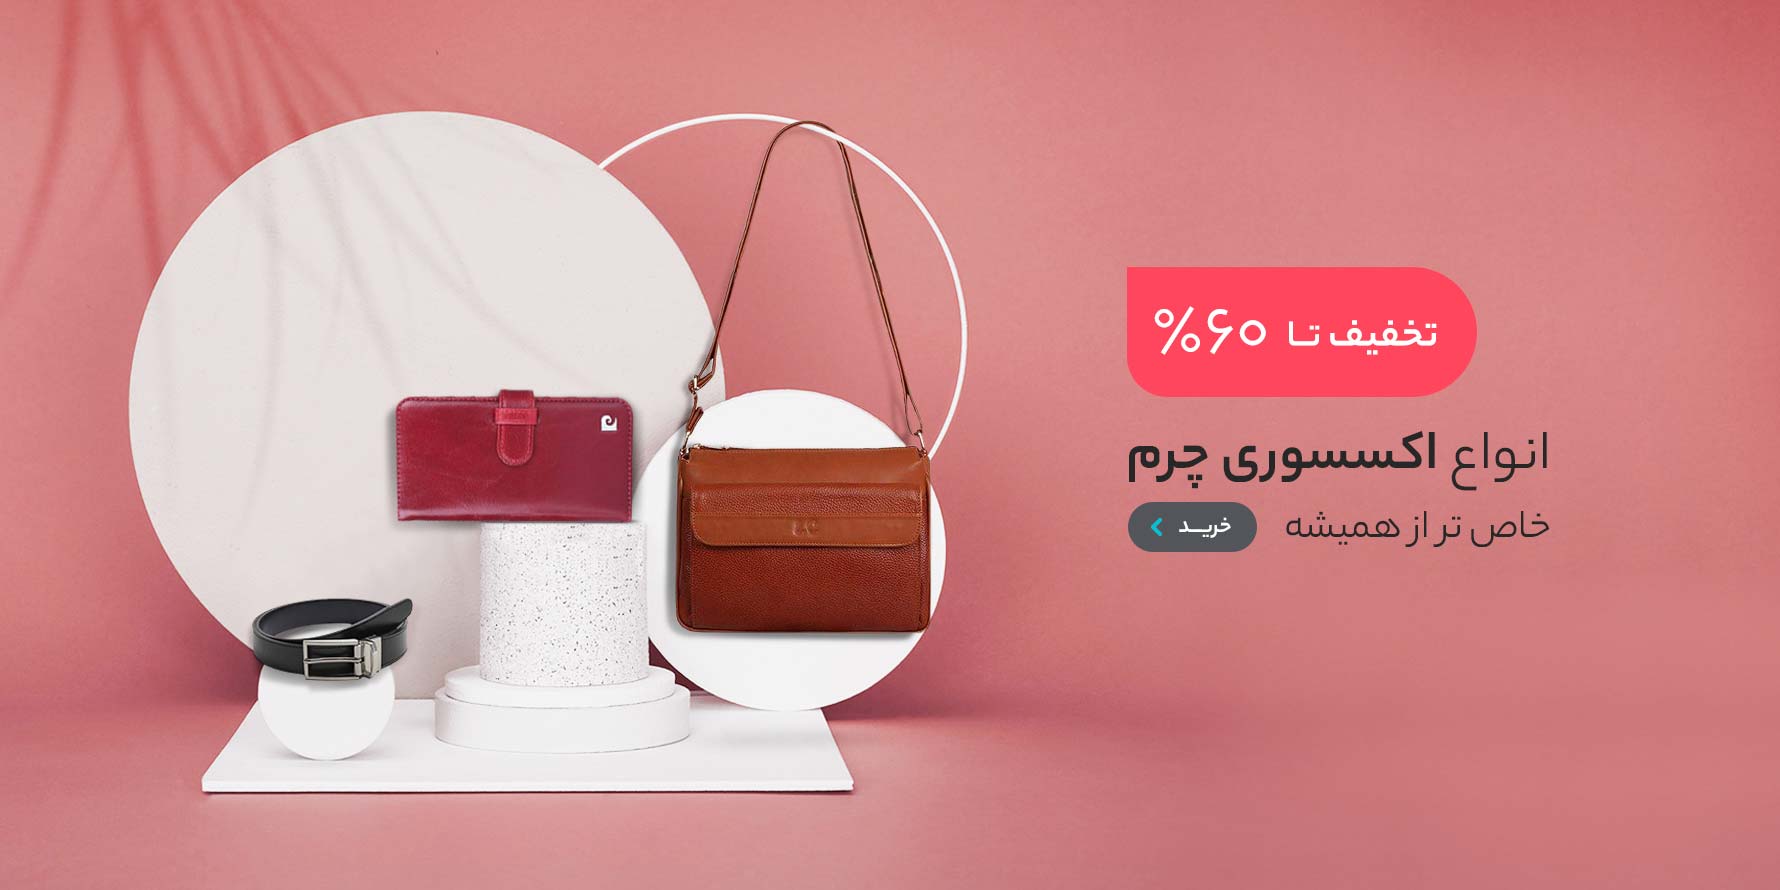 تخفیف تا ۶۰%
انواع اکسسوری چرم
خاص تر از همیشه
خرید